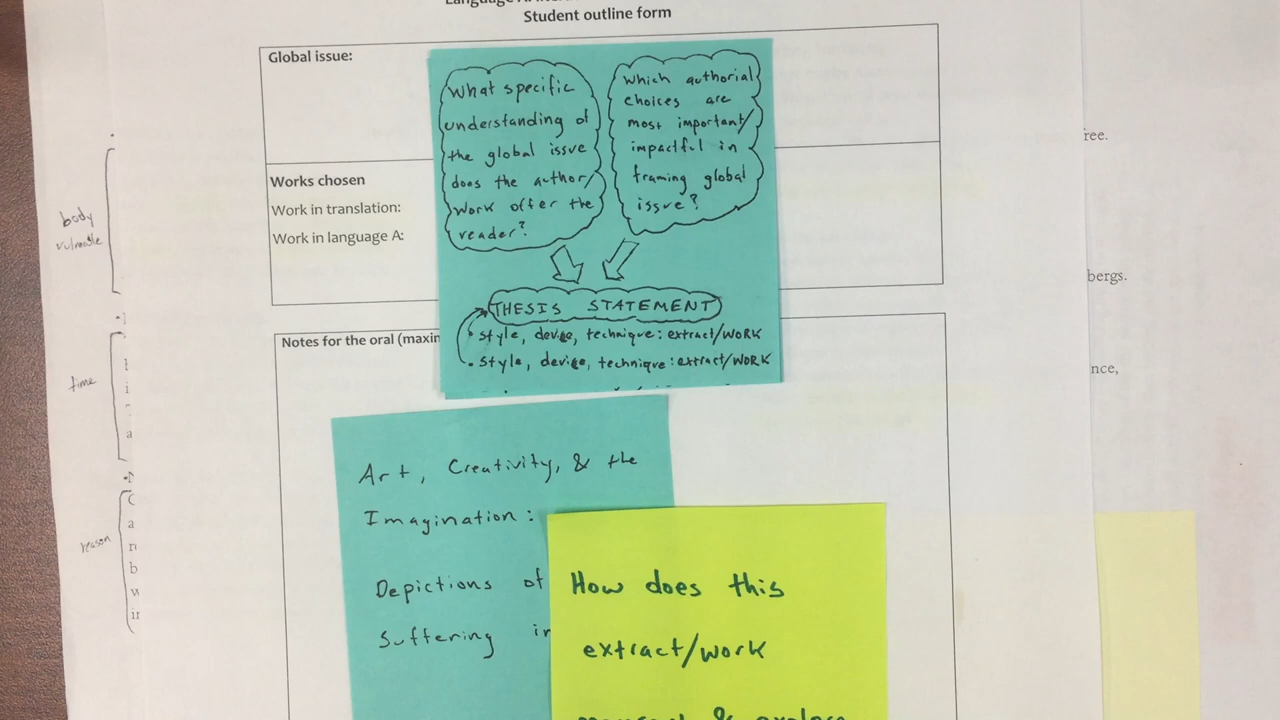 Student outline form
Global issue:
What specific
understanding of
the global issue
does the author/
work offer the
reader?
Which authorial
choices are
most important/
impactful in
framing global
issue?
Works chosen
Work in translation:
Work in language A:
THESIS STATEMENT
• style, device, technique: extract/WORK
• style, device, technique: extract/WORK
Notes for the oral
Art, Creativity, & the
Imagination:
Depictions of
Suffering in
How does this
extract/work
& explore
body
time
reason
ree.
bergs.
nce,